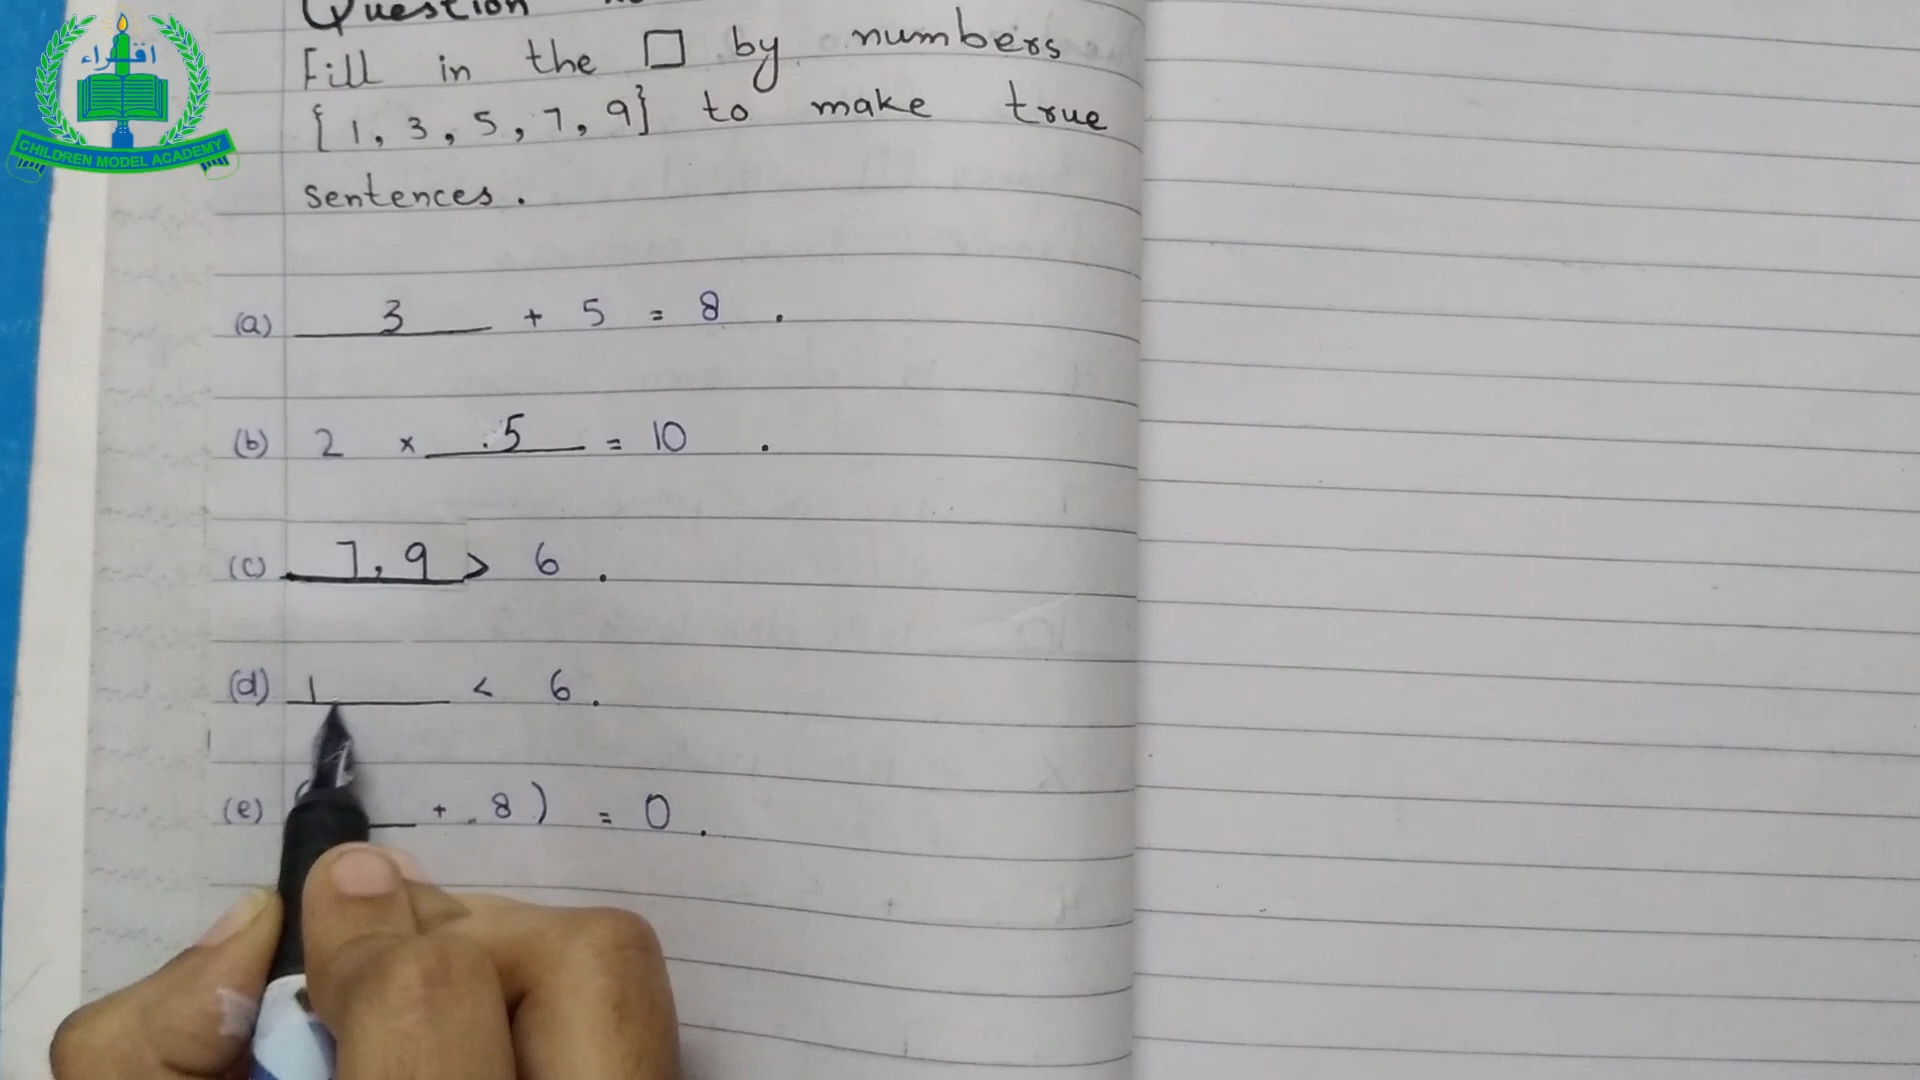 اقراء
CHILDREN MODEL ACADEMY
Question
Fill in the □ by numbers
{1, 3, 5, 7, 9} to make true
sentences.
(a) 3 + 5 = 8 .
(b) 2 × .5 = 10 .
(c) 7, 9 > 6 .
(d) 1 < 6 .
(e) + . 8 ) = 0 .